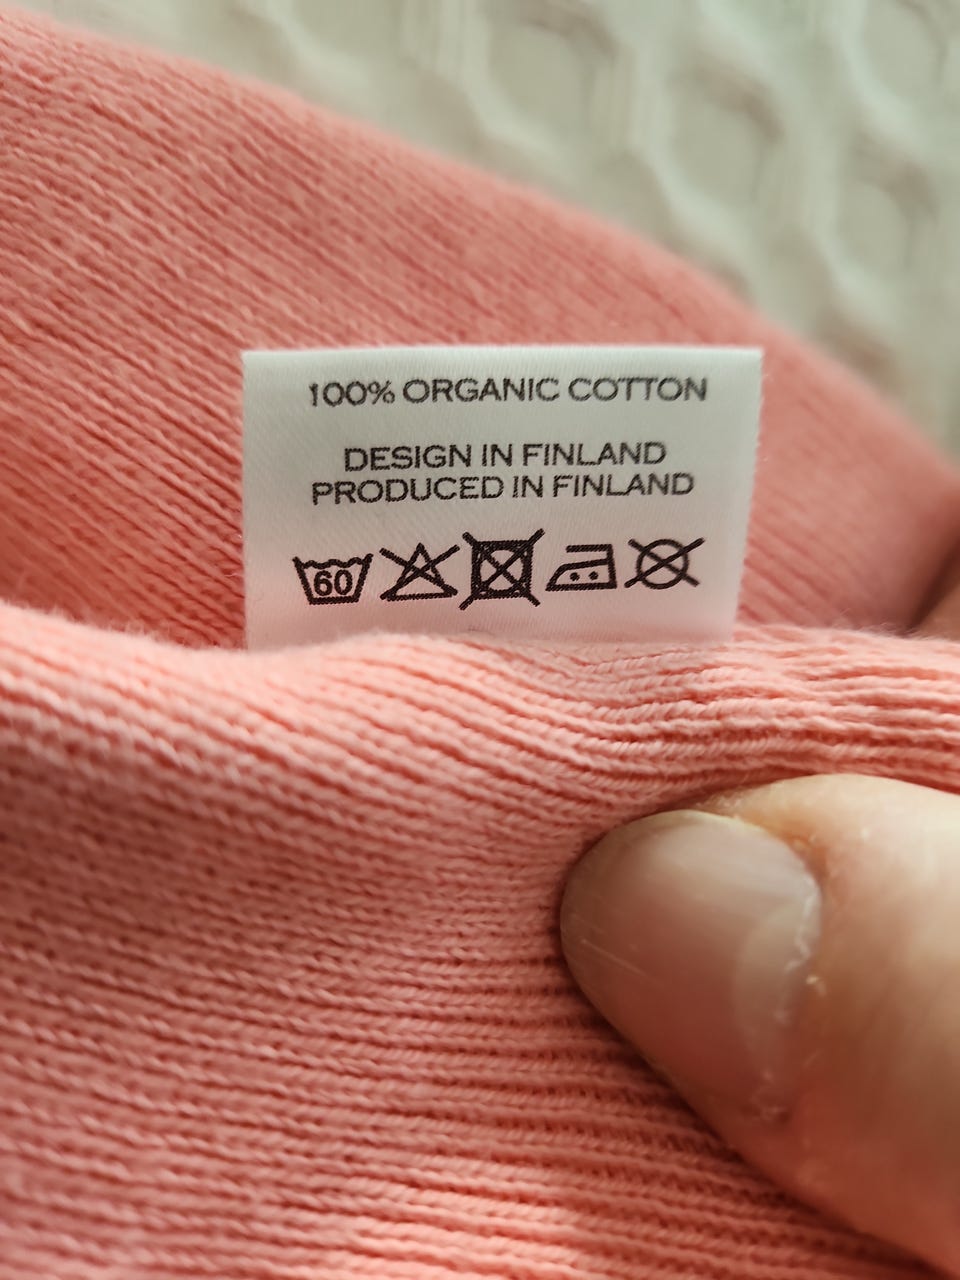 100% ORGANIC COTTON
DESIGN IN FINLAND
PRODUCED IN FINLAND
60